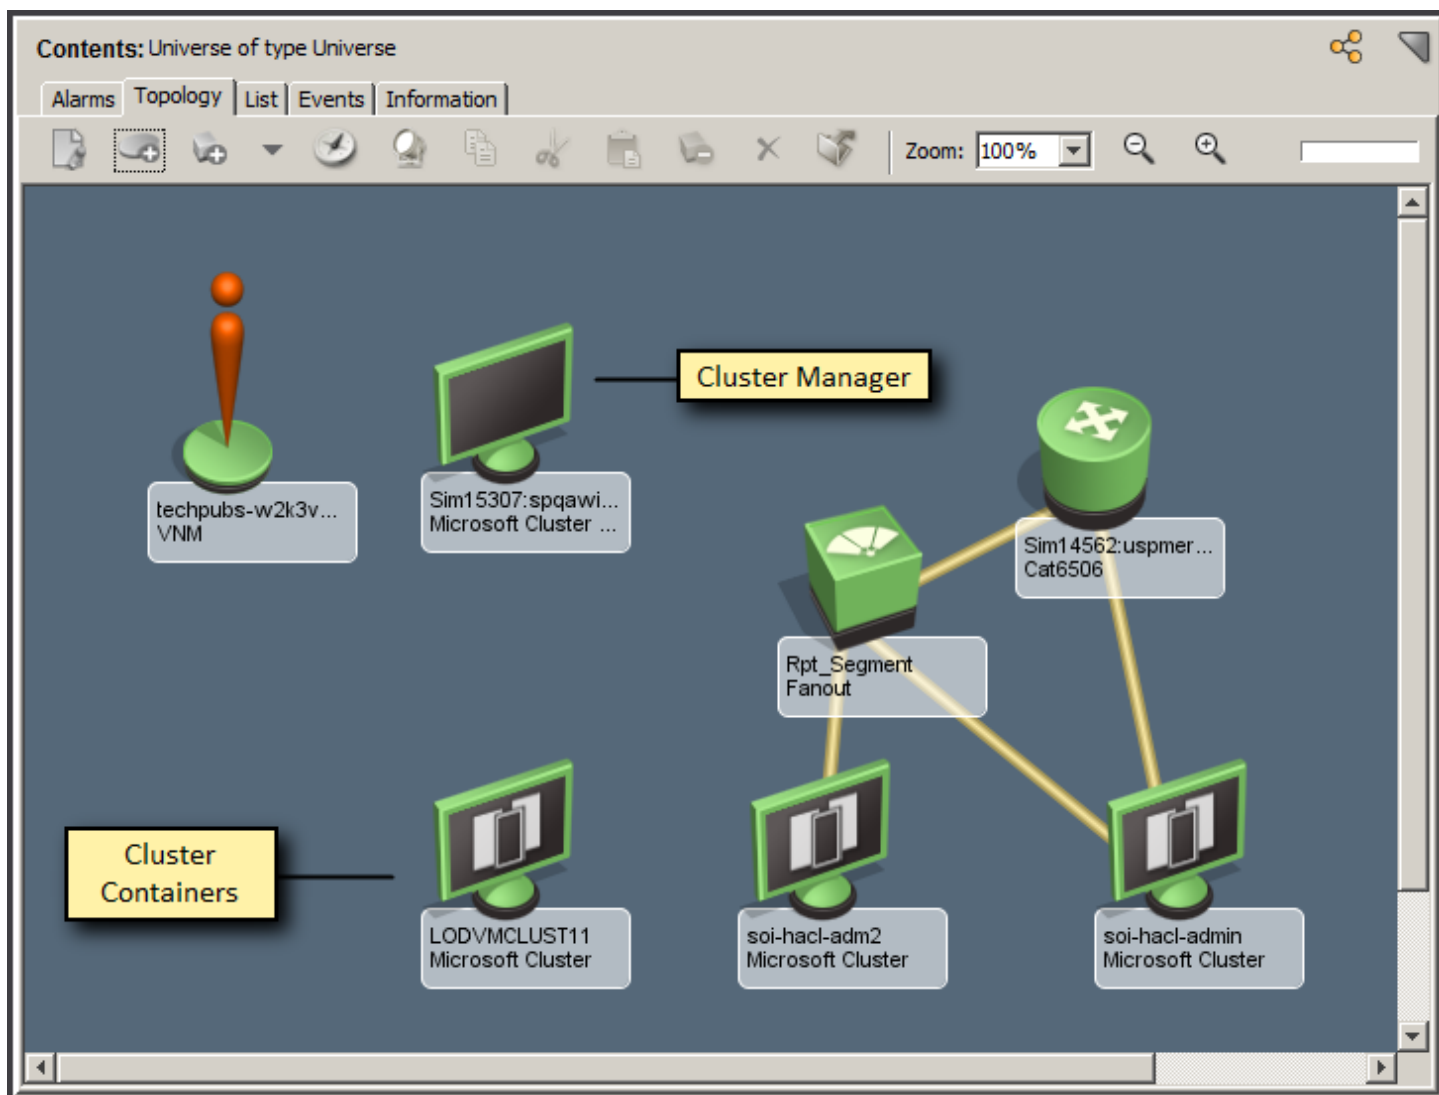 Contents: Universe of type Universe
Alarms Topology List Events Information
Zoom: 100%
Cluster Manager
techpubs-w2k3v...
VNM
Sim15307:spqawi...
Microsoft Cluster ...
Sim14562:uspmer...
Cat6506
Rpt_Segment
Fanout
Cluster
Containers
LODVMCLUST11
Microsoft Cluster
soi-hacl-adm2
Microsoft Cluster
soi-hacl-admin
Microsoft Cluster